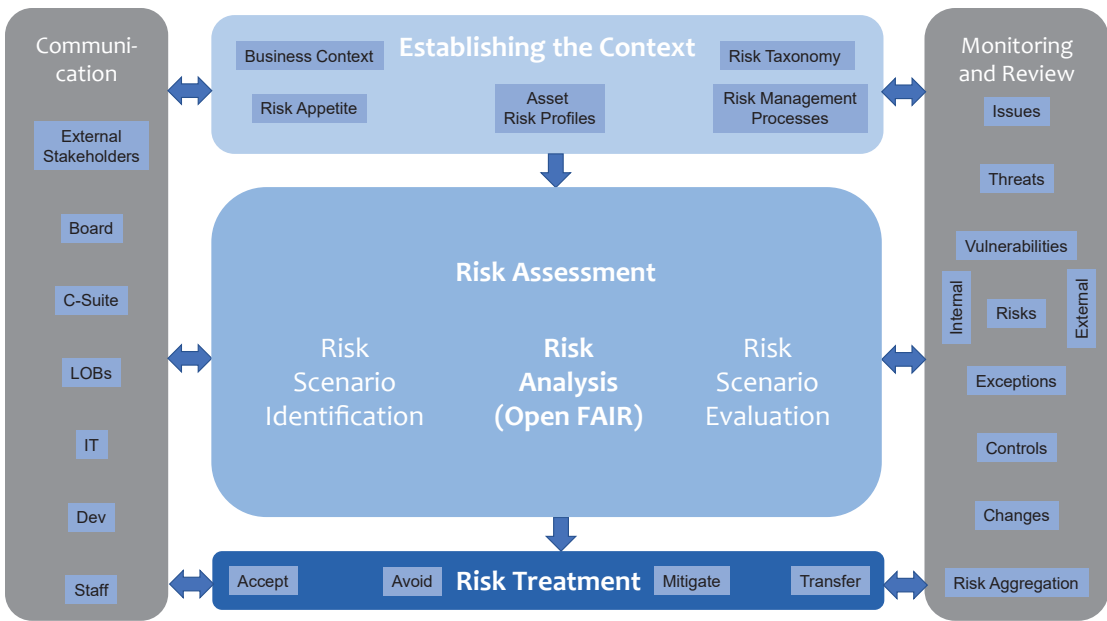 Communi-
cation
External
Stakeholders
Board
C-Suite
LOBs
IT
Dev
Staff
Establishing the Context
Business Context
Risk Taxonomy
Risk Appetite
Asset
Risk Profiles
Risk Management
Processes
Risk Assessment
Risk
Scenario
Identification
Risk
Analysis
(Open FAIR)
Risk
Scenario
Evaluation
Risk Treatment
Accept
Avoid
Mitigate
Transfer
Monitoring
and Review
Issues
Threats
Vulnerabilities
Internal
Risks
External
Exceptions
Controls
Changes
Risk Aggregation